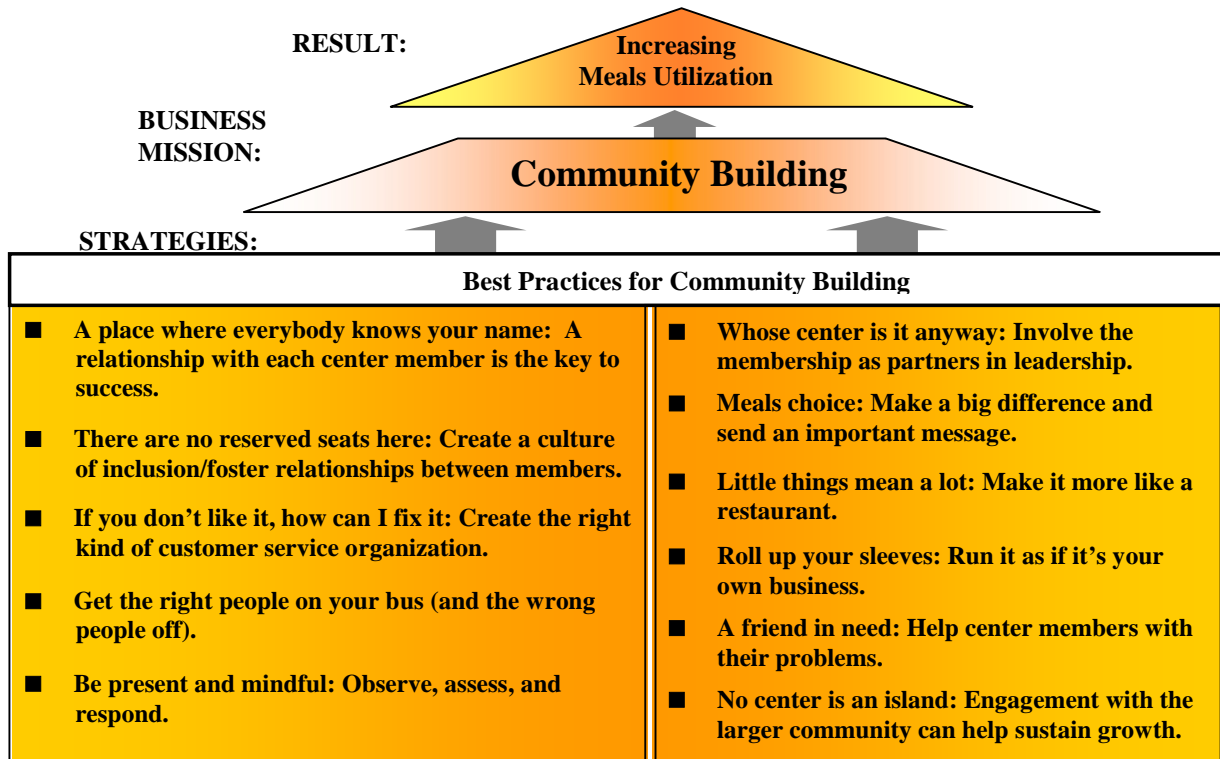 RESULT:
Increasing
Meals Utilization
BUSINESS
MISSION:
Community Building
STRATEGIES:
Best Practices for Community Building
■ A place where everybody knows your name: A
relationship with each center member is the key to
success.
■ There are no reserved seats here: Create a culture
of inclusion/foster relationships between members.
■ If you don’t like it, how can I fix it: Create the right
kind of customer service organization.
■ Get the right people on your bus (and the wrong
people off).
■ Be present and mindful: Observe, assess, and
respond.
■ Whose center is it anyway: Involve the
membership as partners in leadership.
■ Meals choice: Make a big difference and
send an important message.
■ Little things mean a lot: Make it more like a
restaurant.
■ Roll up your sleeves: Run it as if it’s your
own business.
■ A friend in need: Help center members with
their problems.
■ No center is an island: Engagement with the
larger community can help sustain growth.